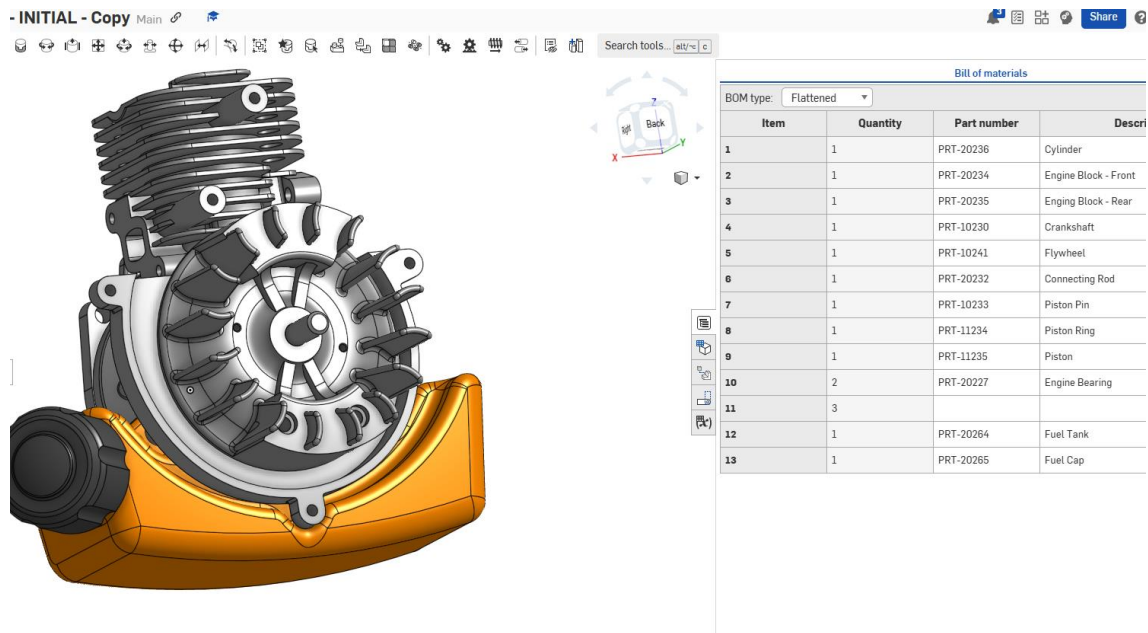 - INITIAL - Copy Main
3
Share
Search tools... alt/⌥ c
Bill of materials
BOM type: Flattened
Item Quantity Part number Descri
1 1 PRT-20236 Cylinder
2 1 PRT-20234 Engine Block - Front
3 1 PRT-20235 Enging Block - Rear
4 1 PRT-10230 Crankshaft
5 1 PRT-10241 Flywheel
6 1 PRT-20232 Connecting Rod
7 1 PRT-10233 Piston Pin
8 1 PRT-11234 Piston Ring
9 1 PRT-11235 Piston
10 2 PRT-20227 Engine Bearing
11 3
12 1 PRT-20264 Fuel Tank
13 1 PRT-20265 Fuel Cap
Z
Right Back
Y
X
(x)